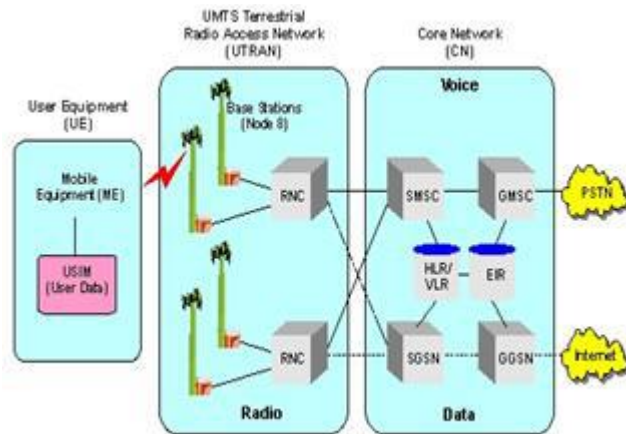 UMTS Terrestrial
Radio Access Network
(UTRAN)
Core Network
(CN)
User Equipment
(UE)
Voice
Base Stations
(Node B)
Mobile
Equipment (ME)
USIM
(User Data)
RNC
SMSC
GMSC
PSTN
HLR/
VLR
EIR
RNC
SGSN
GGSN
Internet
Radio
Data